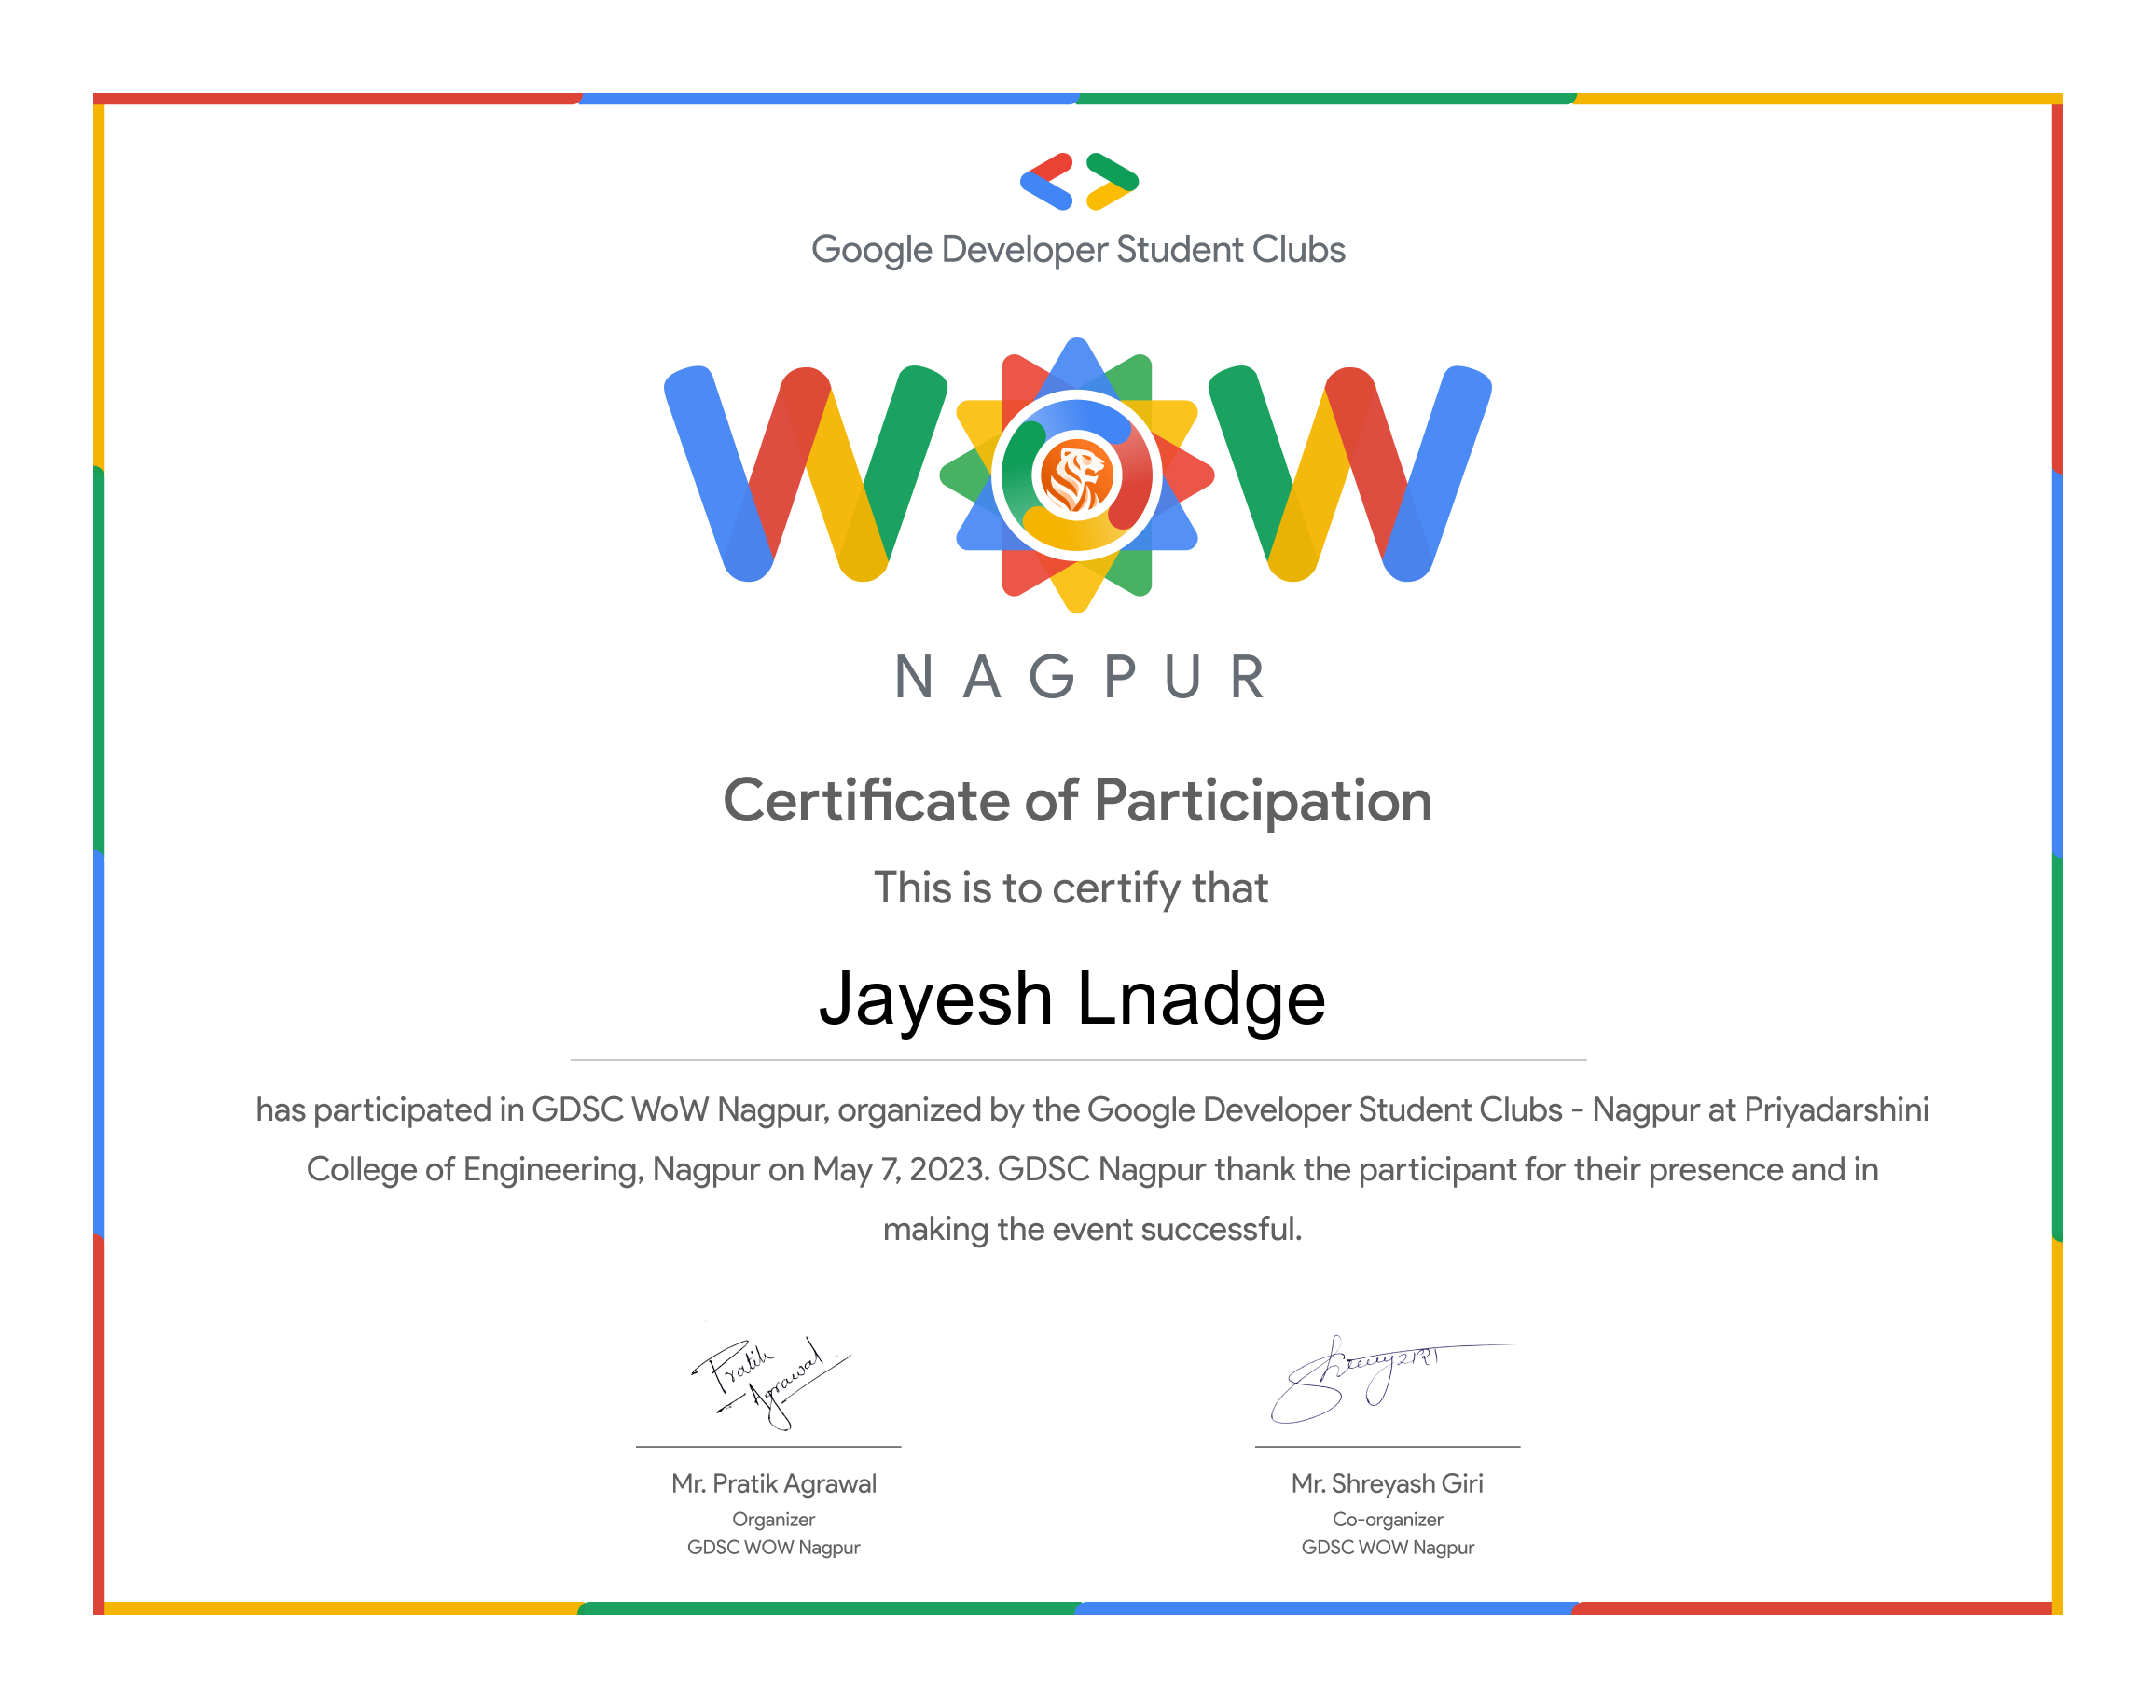 Google Developer Student Clubs
WOW
NAGPUR
Certificate of Participation
This is to certify that
Jayesh Lnadge
has participated in GDSC WoW Nagpur, organized by the Google Developer Student Clubs - Nagpur at Priyadarshini
College of Engineering, Nagpur on May 7, 2023. GDSC Nagpur thank the participant for their presence and in
making the event successful.
Pratik
Agrawal
Mr. Pratik Agrawal
Organizer
GDSC WOW Nagpur
Mr. Shreyash Giri
Co-organizer
GDSC WOW Nagpur